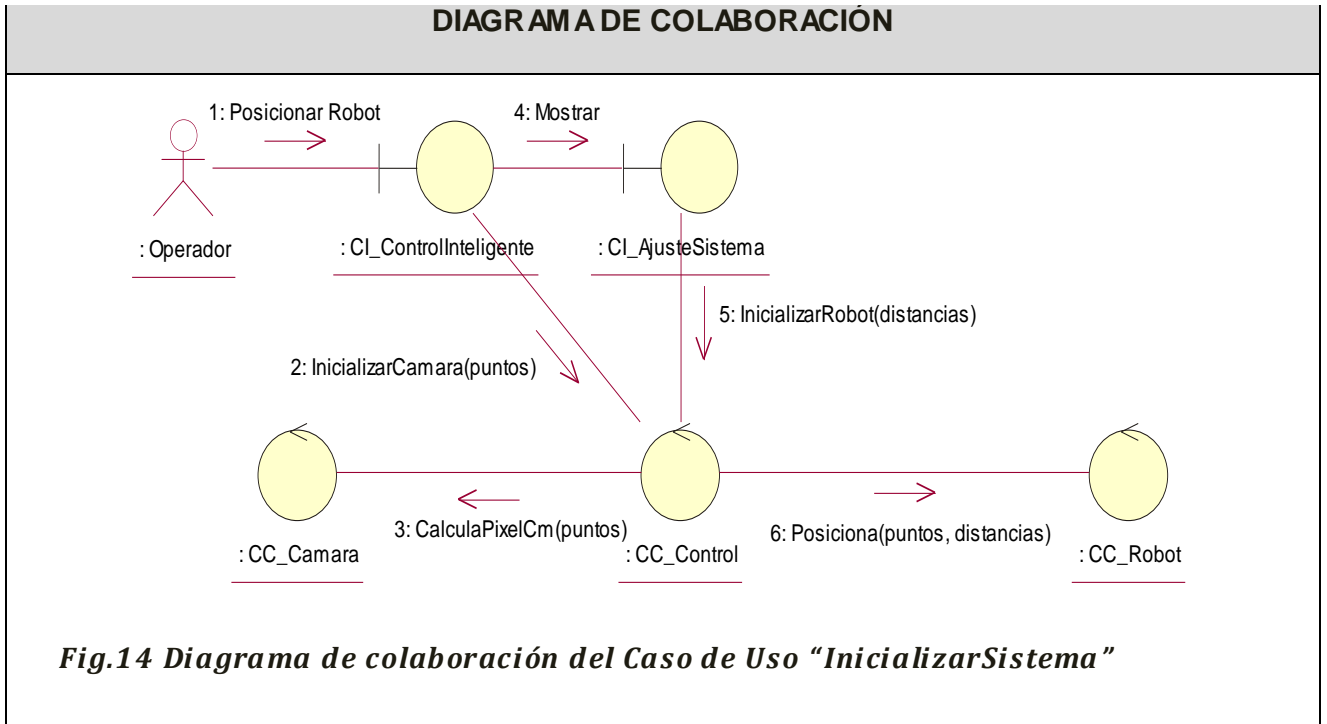 DIAGRAMA DE COLABORACIÓN
1: Posicionar Robot
4: Mostrar
: Operador
: CI_ControlInteligente
: CI_AjusteSistema
5: InicializarRobot(distancias)
2: InicializarCamara(puntos)
3: CalculaPixelCm(puntos)
6: Posiciona(puntos, distancias)
: CC_Camara
: CC_Control
: CC_Robot
Fig.14 Diagrama de colaboración del Caso de Uso “InicializarSistema”